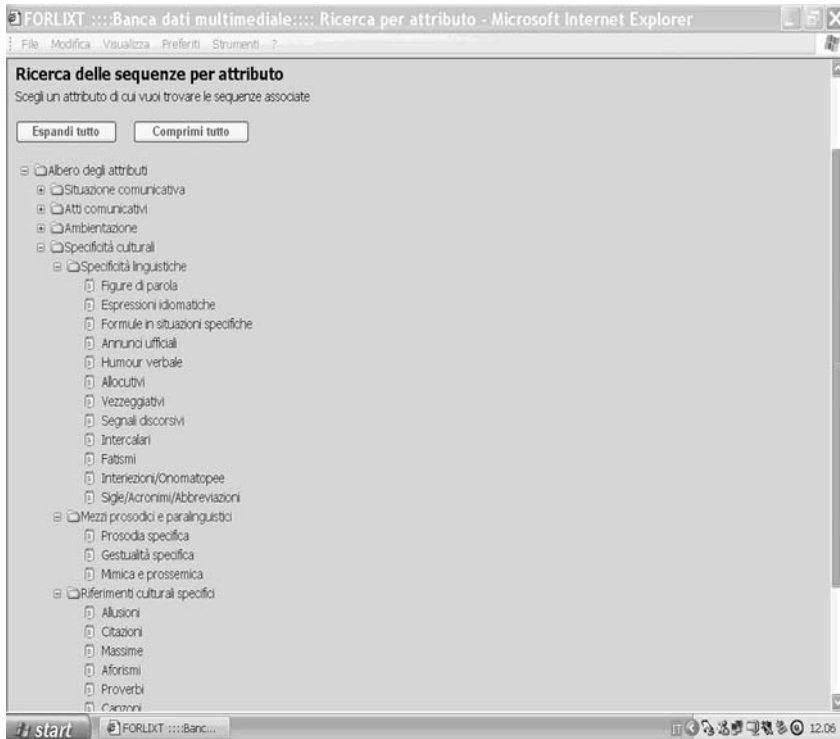 FORLIXT ::::Banca dati multimediale:::: Ricerca per attributo - Microsoft Internet Explorer
File Modifica Visualizza Preferiti Strumenti ?
Ricerca delle sequenze per attributo
Scegli un attributo di cui vuoi trovare le sequenze associate
Espandi tutto Comprimi tutto
Albero degli attributi
Situazione comunicativa
Atti comunicativi
Ambientazione
Specificità culturali
Specificità linguistiche
Figure di parola
Espressioni idiomatiche
Formule in situazioni specifiche
Annunci ufficiali
Humour verbale
Allocutivi
Vezzeggiativi
Segnali discorsivi
Intercalari
Fatismi
Interiezioni/Onomatopee
Sigle/Acronimi/Abbreviazioni
Mezzi prosodici e paralinguistici
Prosodia specifica
Gestualità specifica
Mimica e prossemica
Riferimenti culturali specifici
Allusioni
Citazioni
Massime
Aforismi
Proverbi
Canzoni
start FORLIXT ::::Banc... IT 12.06